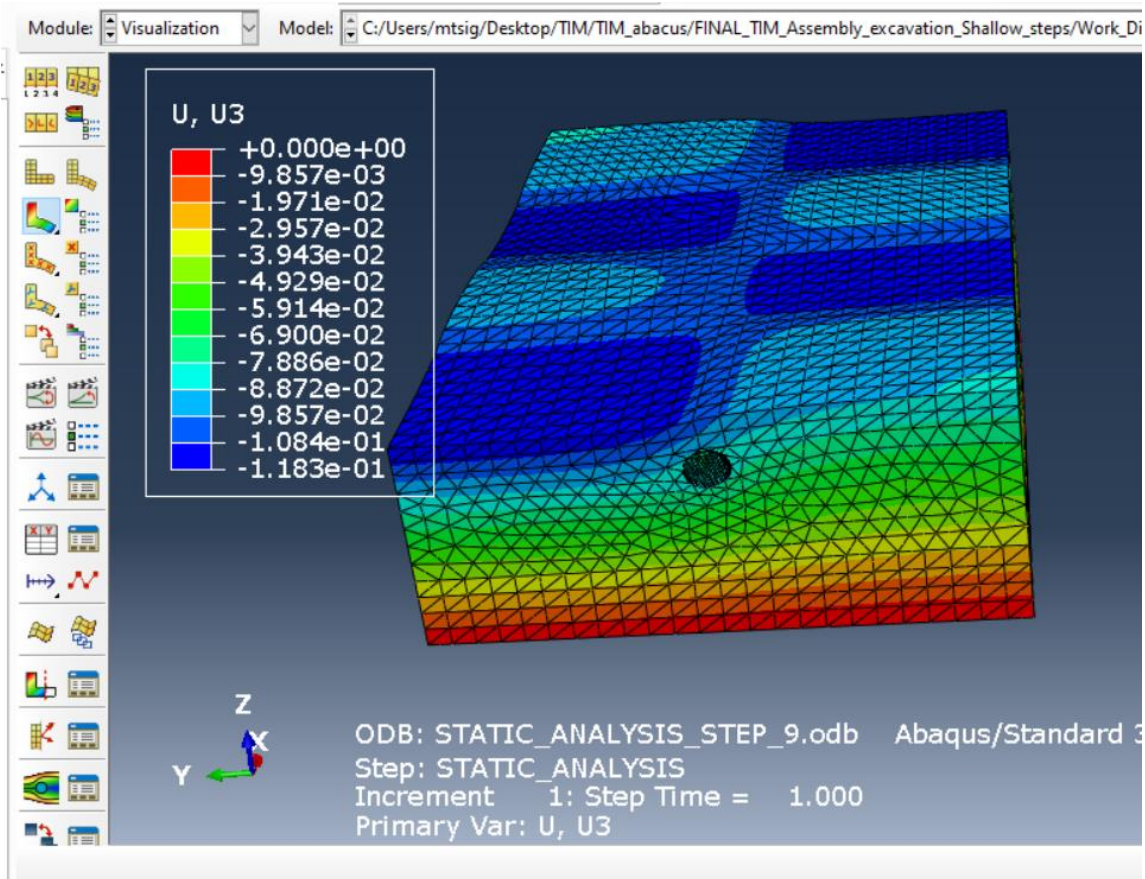 Module: Visualization Model: C:/Users/mtsig/Desktop/TIM/TIM_abacus/FINAL_TIM_Assembly_excavation_Shallow_steps/Work_Di
U, U3
+0.000e+00
-9.857e-03
-1.971e-02
-2.957e-02
-3.943e-02
-4.929e-02
-5.914e-02
-6.900e-02
-7.886e-02
-8.872e-02
-9.857e-02
-1.084e-01
-1.183e-01
Z
X
Y
ODB: STATIC_ANALYSIS_STEP_9.odb Abaqus/Standard 3
Step: STATIC_ANALYSIS
Increment 1: Step Time = 1.000
Primary Var: U, U3